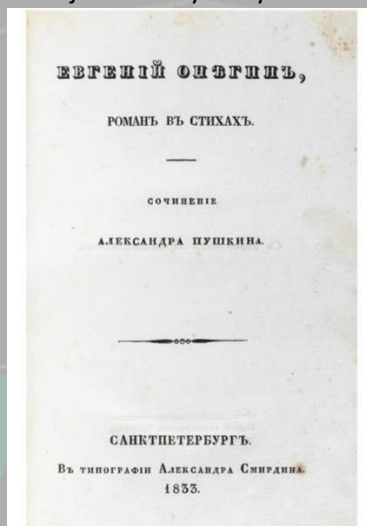 ЕВГЕНІЙ ОНѢГИНЪ,
РОМАНЪ ВЪ СТИХАХЪ.
СОЧИНЕНІЕ
АЛЕКСАНДРА ПУШКИНА.
САНКТПЕТЕРБУРГЪ.
Въ типографіи Александра Смирдина.
1833.